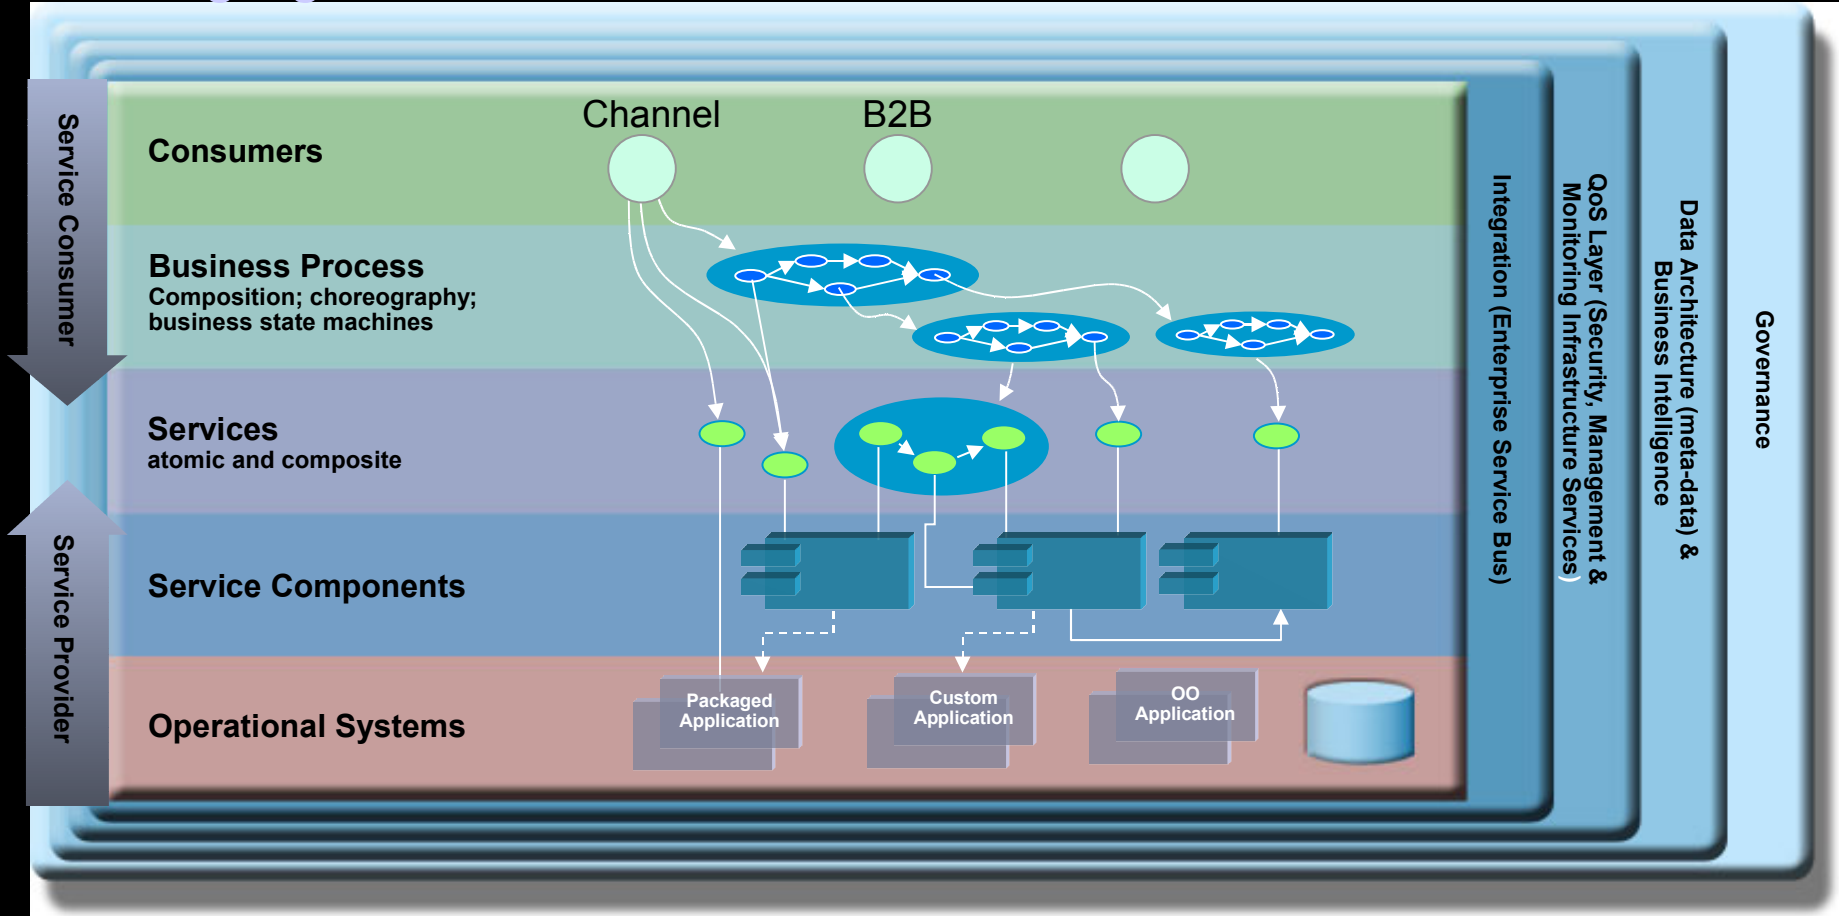 Channel
B2B
Consumers
Business Process
Composition; choreography;
business state machines
Services
atomic and composite
Service Components
Operational Systems
Packaged
Application
Custom
Application
OO
Application
Service Consumer
Service Provider
Integration (Enterprise Service Bus)
QoS Layer (Security, Management &
Monitoring Infrastructure Services)
Data Architecture (meta-data) &
Business Intelligence
Governance